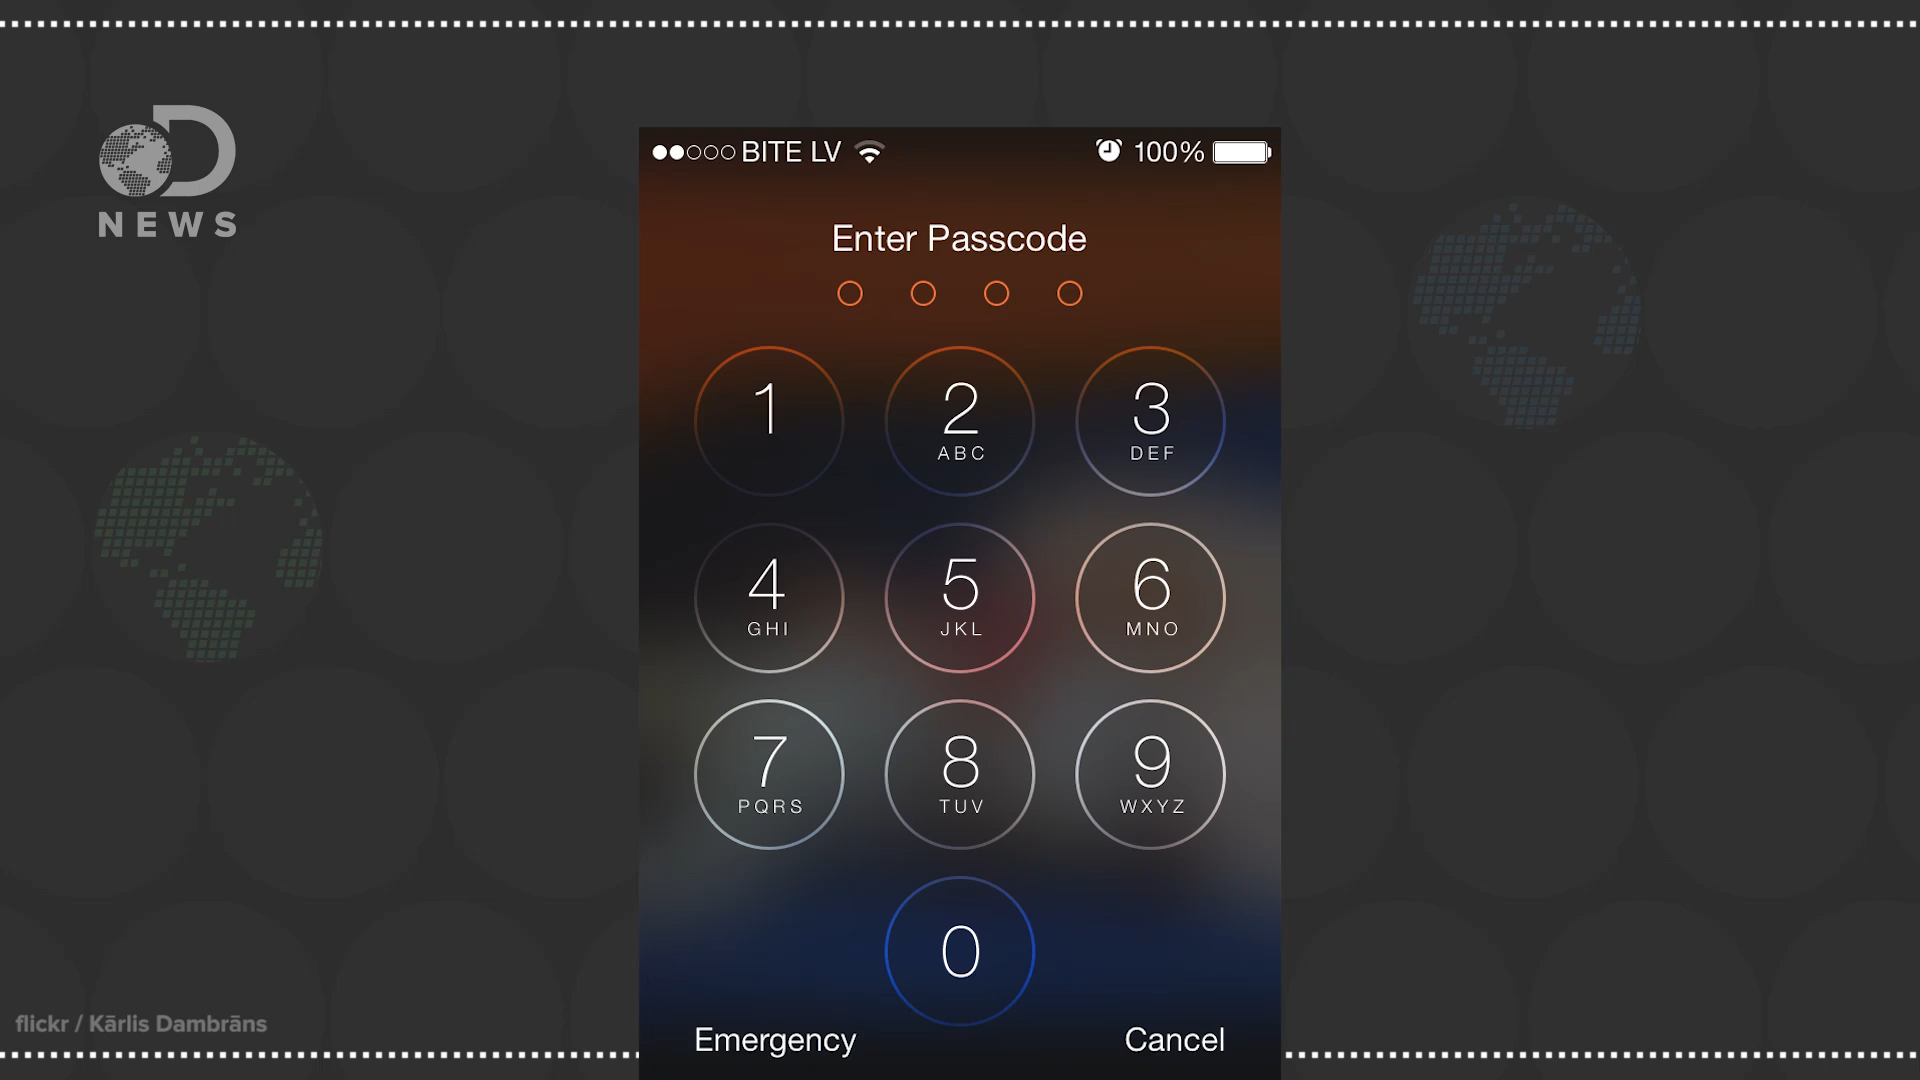 NEWS
BITE LV
100%
Enter Passcode
1
2
ABC
3
DEF
4
GHI
5
JKL
6
MNO
7
PQRS
8
TUV
9
WXYZ
0
Emergency
Cancel
flickr / Kārlis Dambrāns